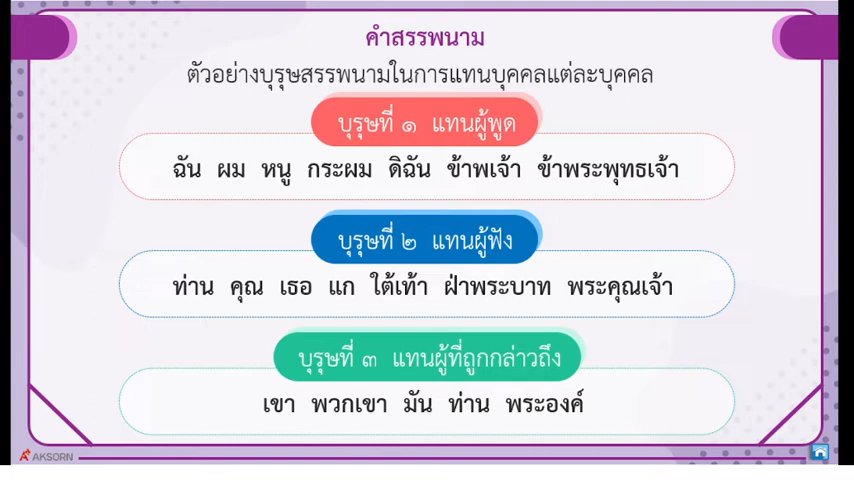 คำสรรพนาม
ตัวอย่างบุรุษสรรพนามในการแทนบุคคลแต่ละบุคคล
บุรุษที่ ๑ แทนผู้พูด
ฉัน ผม หนู กระผม ดิฉัน ข้าพเจ้า ข้าพระพุทธเจ้า
บุรุษที่ ๒ แทนผู้ฟัง
ท่าน คุณ เธอ แก ใต้เท้า ฝ่าพระบาท พระคุณเจ้า
บุรุษที่ ๓ แทนผู้ที่ถูกกล่าวถึง
เขา พวกเขา มัน ท่าน พระองค์
AKSORN